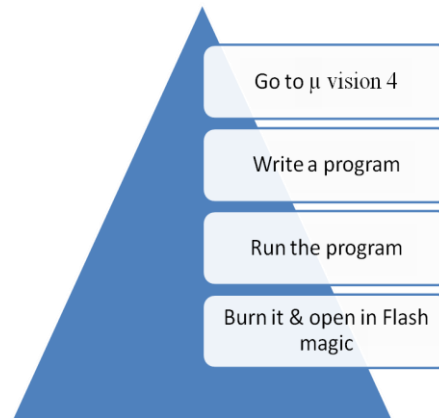 Go to µ vision 4
Write a program
Run the program
Burn it & open in Flash
magic